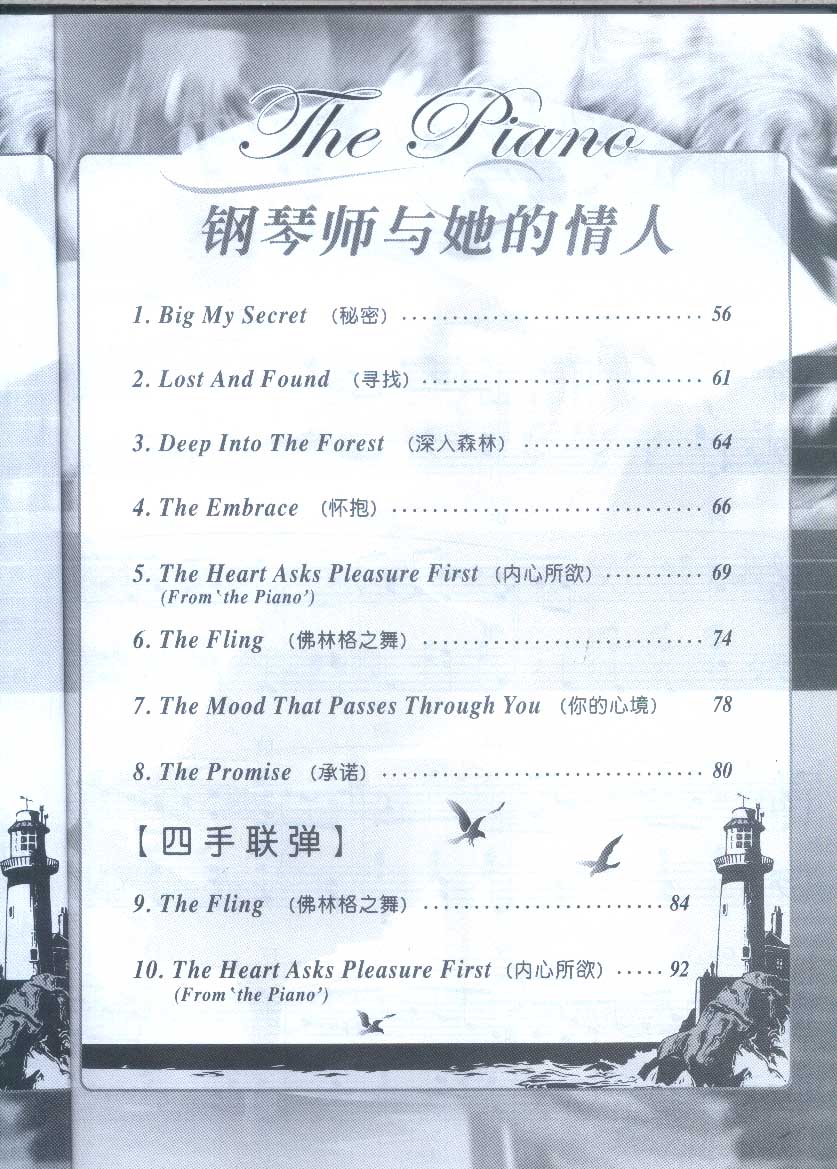 The Piano
钢琴师与她的情人
1. Big My Secret （秘密） ······························ 56
2. Lost And Found （寻找） ···························· 61
3. Deep Into The Forest （深入森林） ·················· 64
4. The Embrace （怀抱） ······························· 66
5. The Heart Asks Pleasure First （内心所欲） ·········· 69
(From ‛the Piano’)
6. The Fling （佛林格之舞） ···························· 74
7. The Mood That Passes Through You （你的心境） 78
8. The Promise （承诺） ································ 80
【四手联弹】
9. The Fling （佛林格之舞） ························ 84
10. The Heart Asks Pleasure First （内心所欲） ····· 92
(From ‛the Piano’)